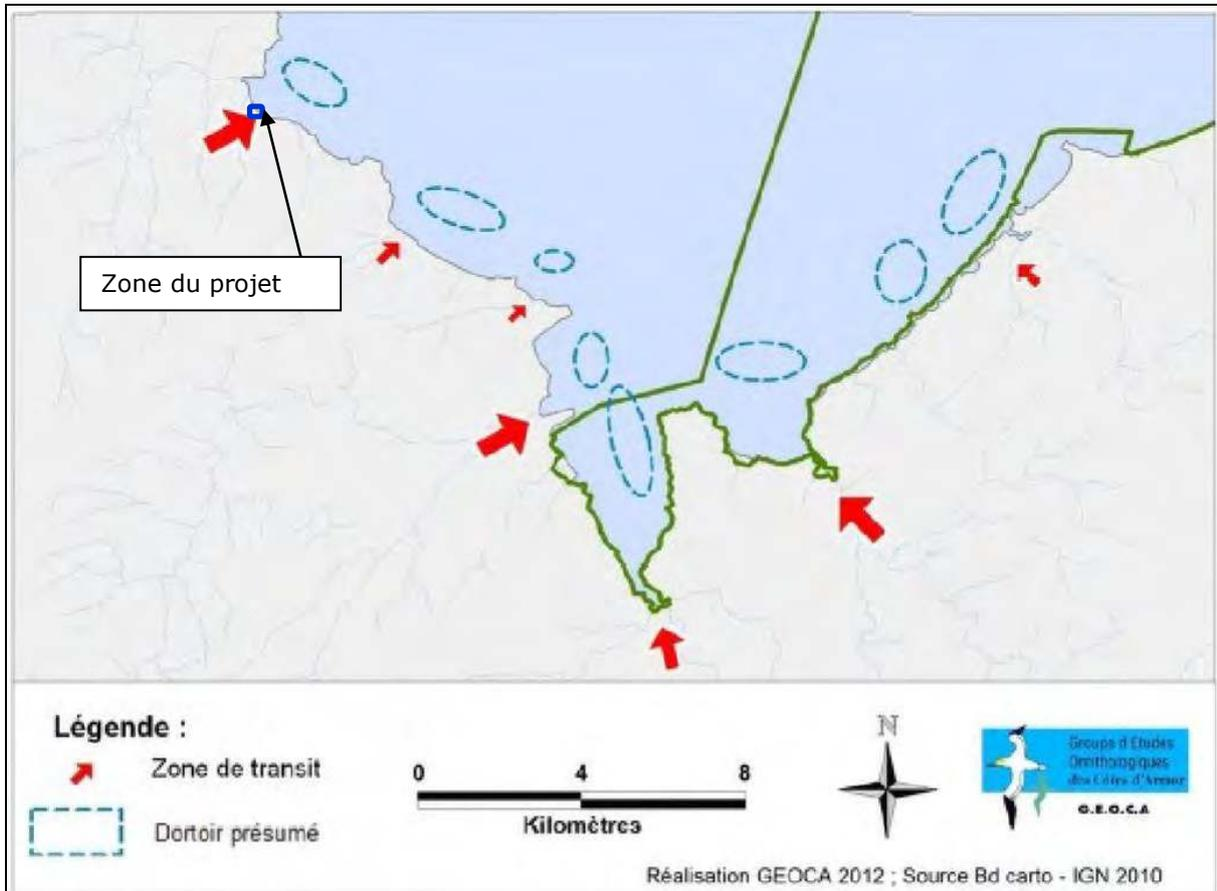 Zone du projet
Légende :
Zone de transit
Dortoir présumé
0 4 8
Kilomètres
N
Groupe d'Etudes
Ornithologiques
des Côtes d'Armor
G.E.O.C.A
Réalisation GEOCA 2012 ; Source Bd carto - IGN 2010